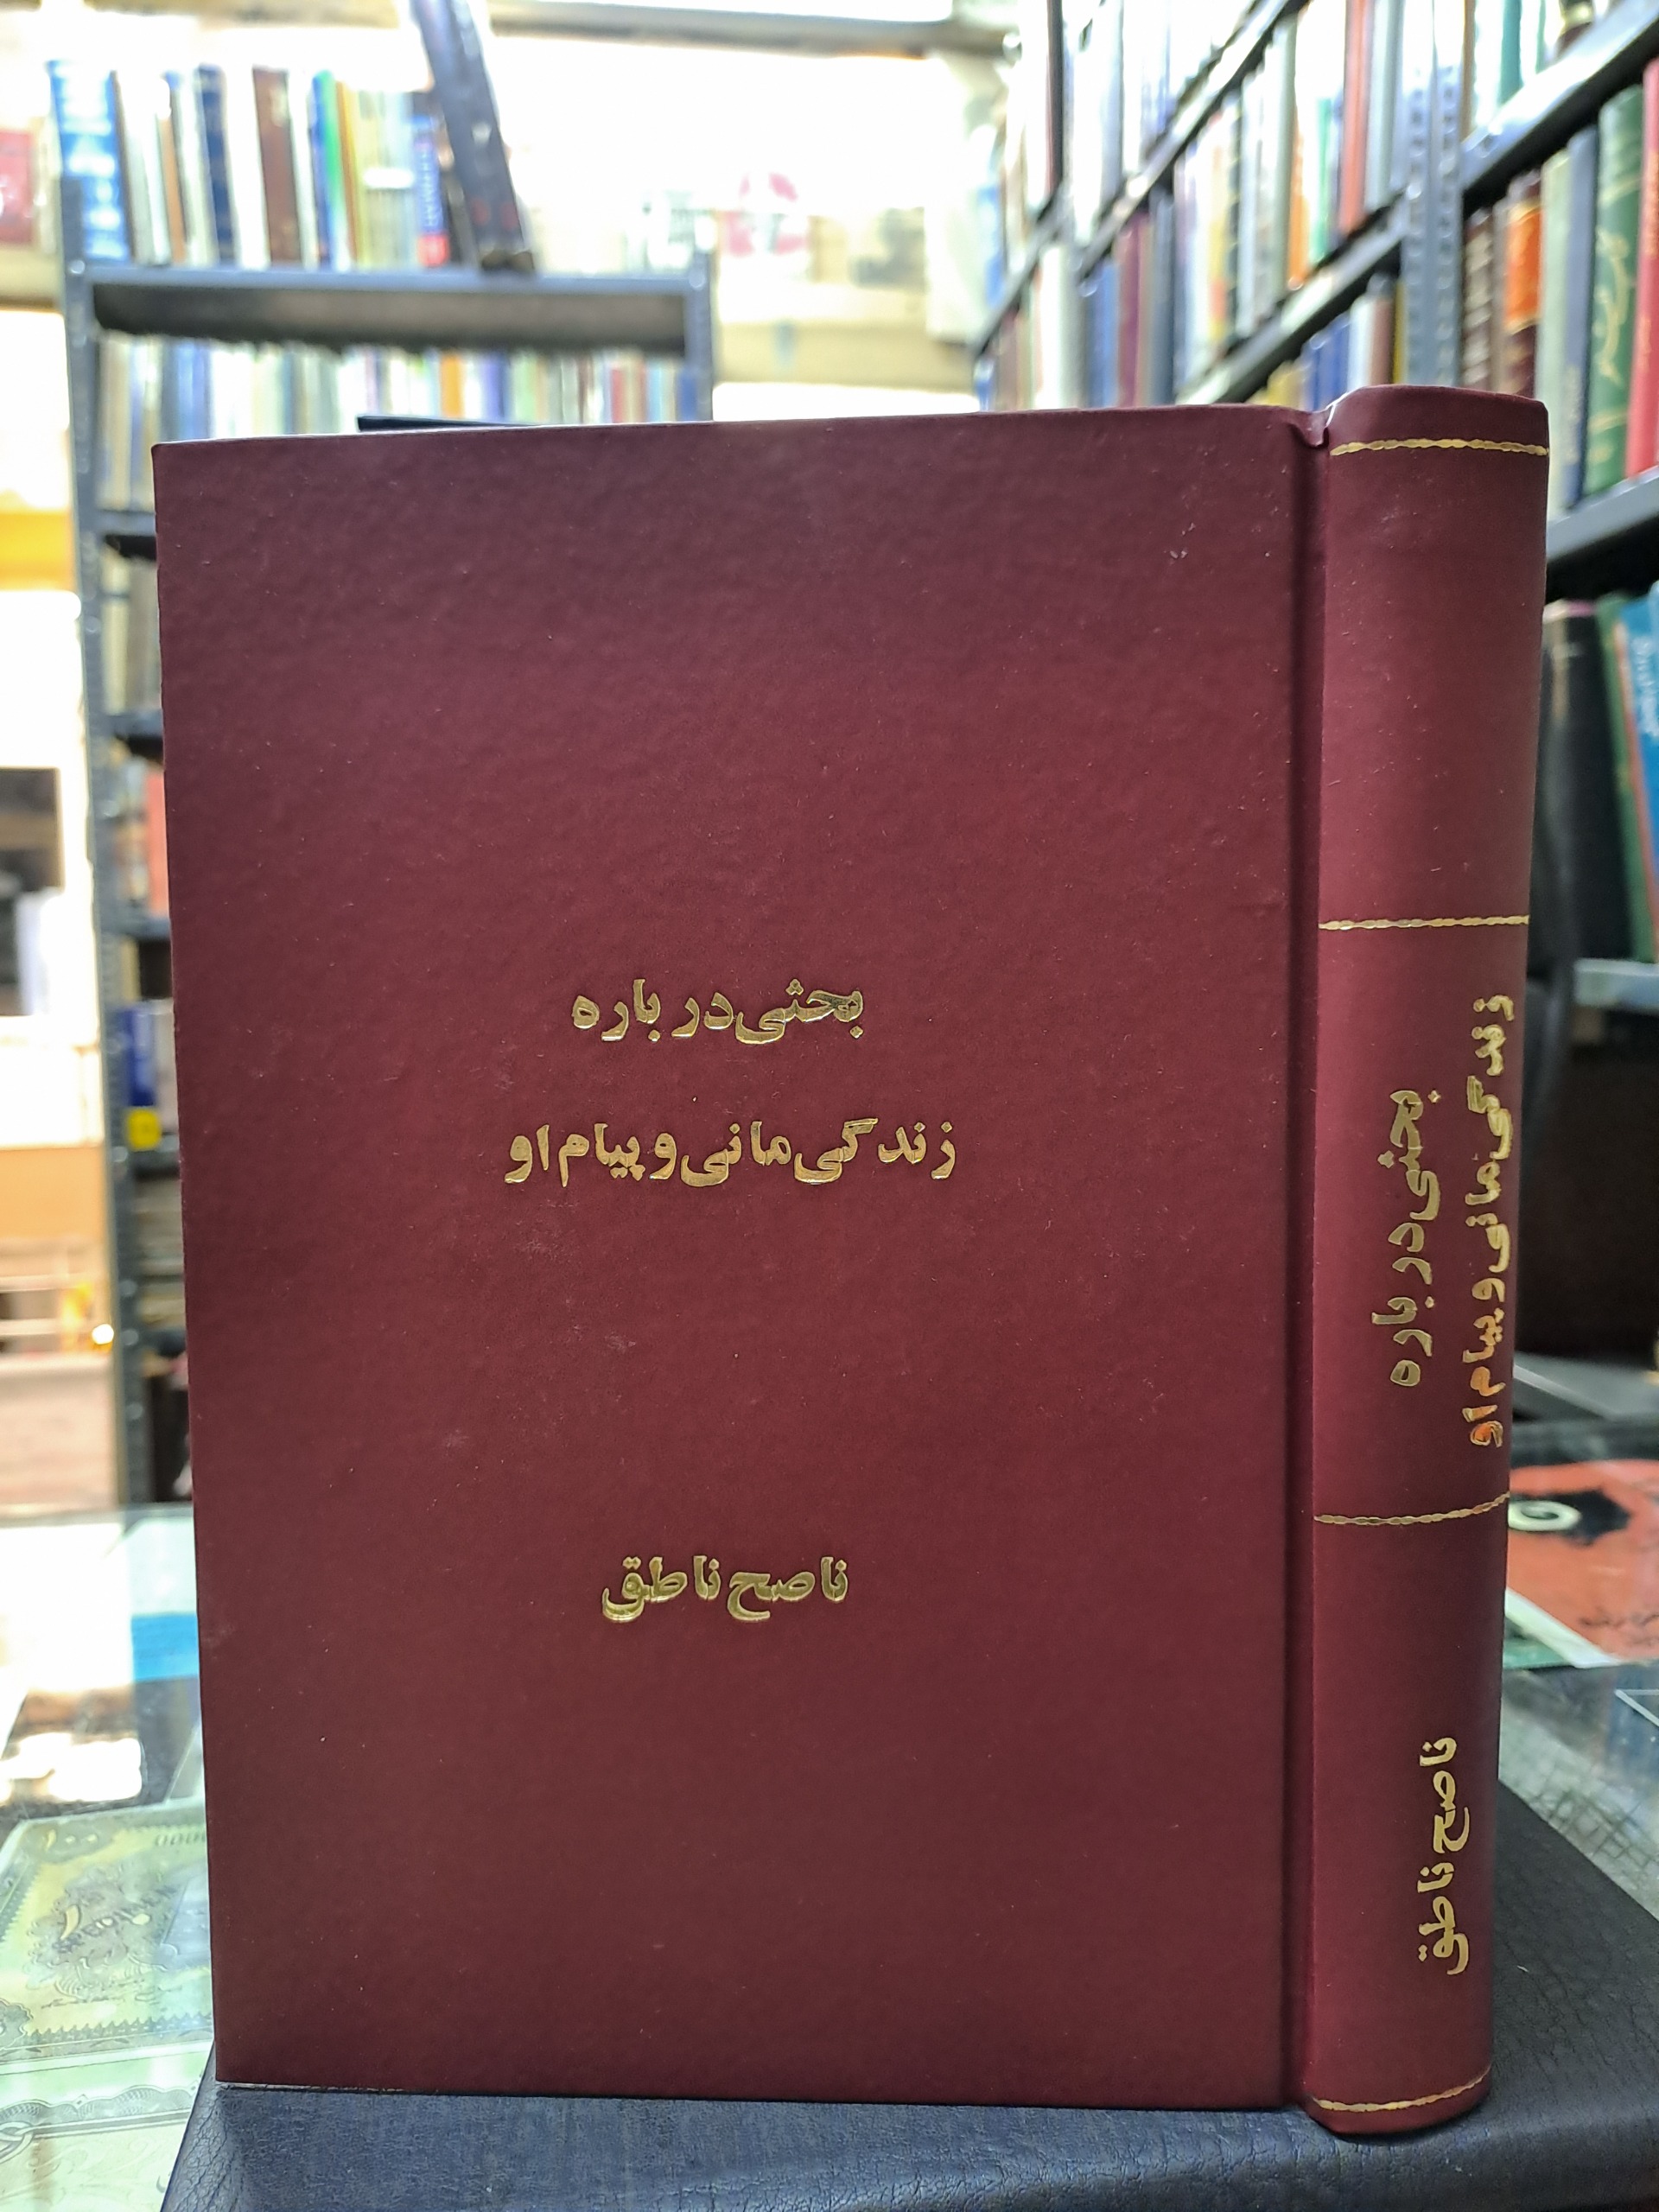 بحثی در باره
زندگی مانی و پیام او
ناصح ناطق
بحثی در باره
زندگی مانی و پیام او
ناصح ناطق